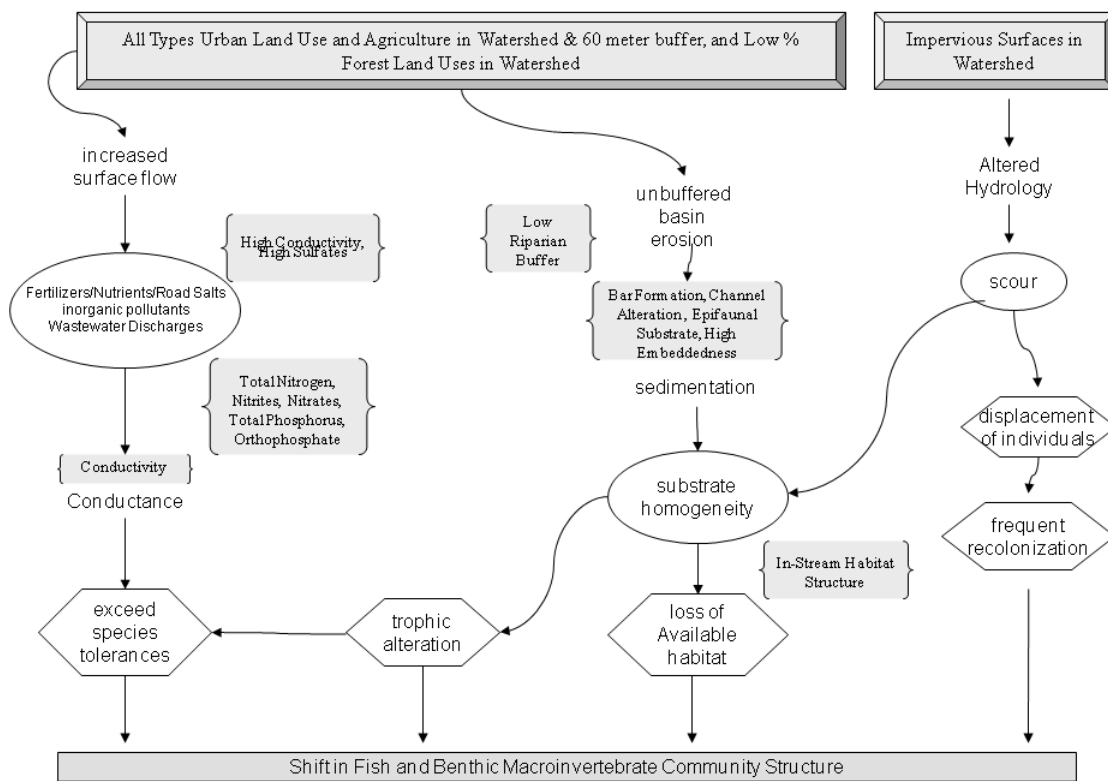 All Types Urban Land Use and Agriculture in Watershed & 60 meter buffer, and Low %
Forest Land Uses in Watershed
Impervious Surfaces in
Watershed
increased
surface flow
unbuffered
basin
erosion
Altered
Hydrology
High Conductivity,
High Sulfates
Low
Riparian
Buffer
scour
Fertilizers/Nutrients/Road Salts
inorganic pollutants
Wastewater Discharges
Bar Formation, Channel
Alteration, Epifaunal
Substrate, High
Embeddedness
Total Nitrogen,
Nitrites, Nitrates,
Total Phosphorus,
Orthophosphate
sedimentation
displacement
of individuals
Conductivity
Conductance
substrate
homogeneity
frequent
recolonization
In-Stream Habitat
Structure
exceed
species
tolerances
trophic
alteration
loss of
Available
habitat
Shift in Fish and Benthic Macroinvertebrate Community Structure